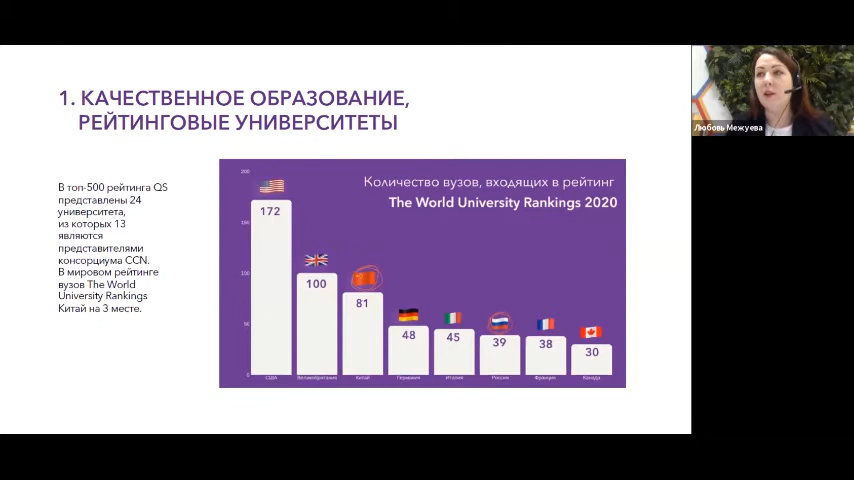 1. КАЧЕСТВЕННОЕ ОБРАЗОВАНИЕ,
РЕЙТИНГОВЫЕ УНИВЕРСИТЕТЫ
Любовь Межуева
В топ-500 рейтинга QS
представлены 24
университета,
из которых 13
являются
представителями
консорциума CCN.
В мировом рейтинге
вузов The World
University Rankings
Китай на 3 месте.
Количество вузов, входящих в рейтинг
The World University Rankings 2020
200
150
100
50
0
172
100
81
48
45
39
38
30
США
Великобритания
Китай
Германия
Италия
Россия
Франция
Канада